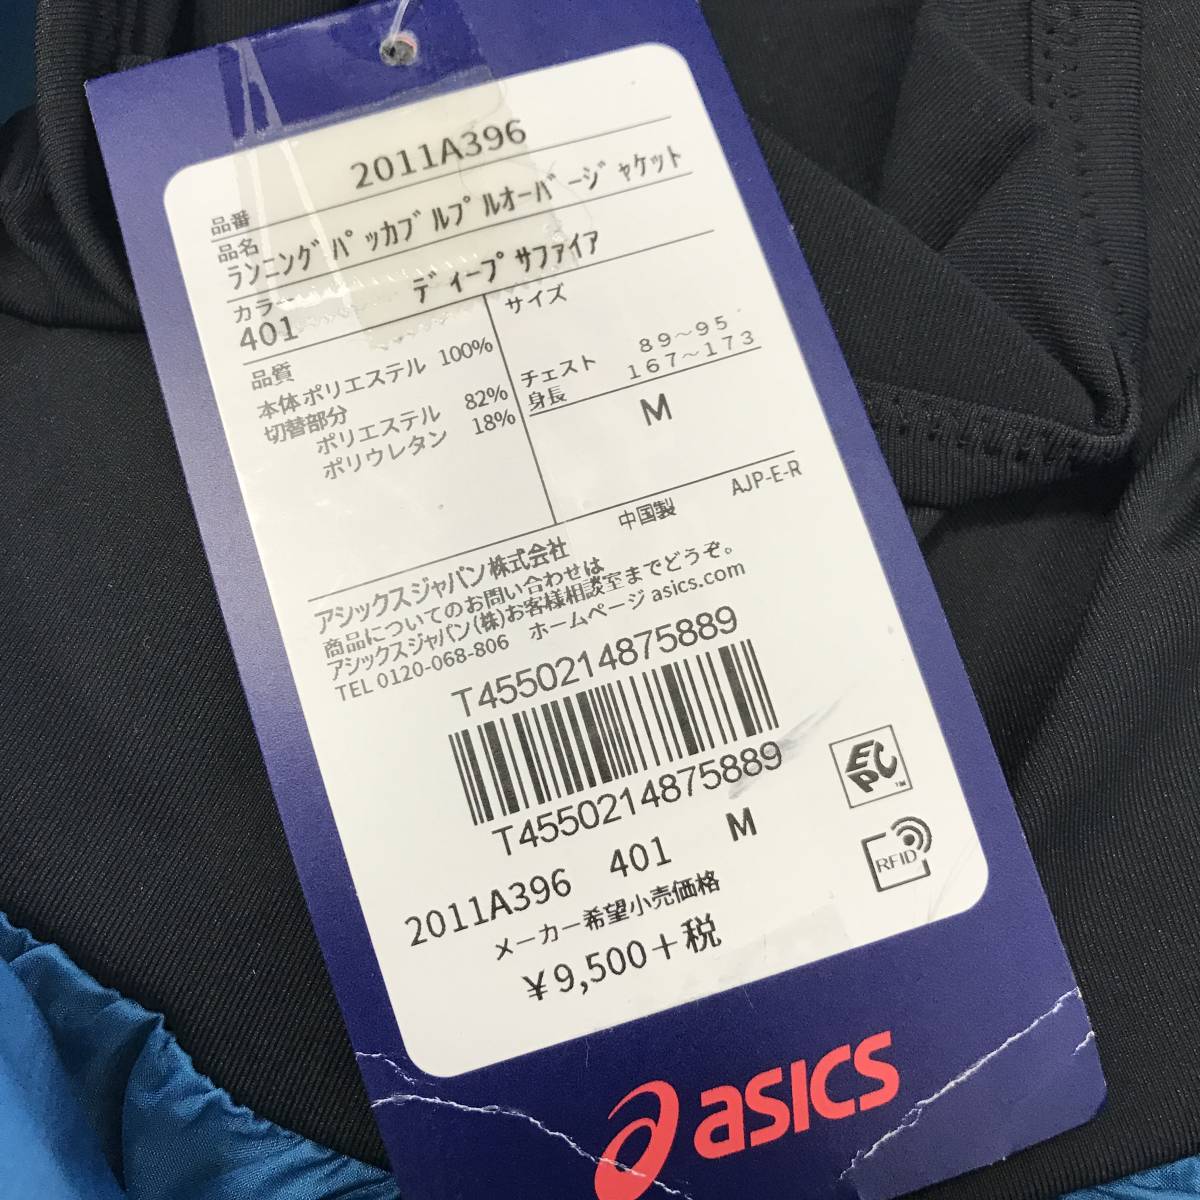 品番 2011A396
品名
ﾗﾝﾆﾝｸﾞﾊﾟｯｶﾌﾞﾙﾌﾟﾙｵｰﾊﾞｰｼﾞｬｹｯﾄ
カラー
401 ﾃﾞｨｰﾌﾟｻﾌｧｲｱ
品質
本体ポリエステル 100%
切替部分
ポリエステル 82%
ポリウレタン 18%
サイズ
チェスト 89～95
身長 167～173
M
中国製 AJP-E-R
アシックスジャパン株式会社
商品についてのお問い合わせは
アシックスジャパン(株)お客様相談室までどうぞ。
TEL 0120-068-806 ホームページ asics.com
T4550214875889
T4550214875889
2011A396 401 M
メーカー希望小売価格
¥9,500+税
EPC™
RFID
asics